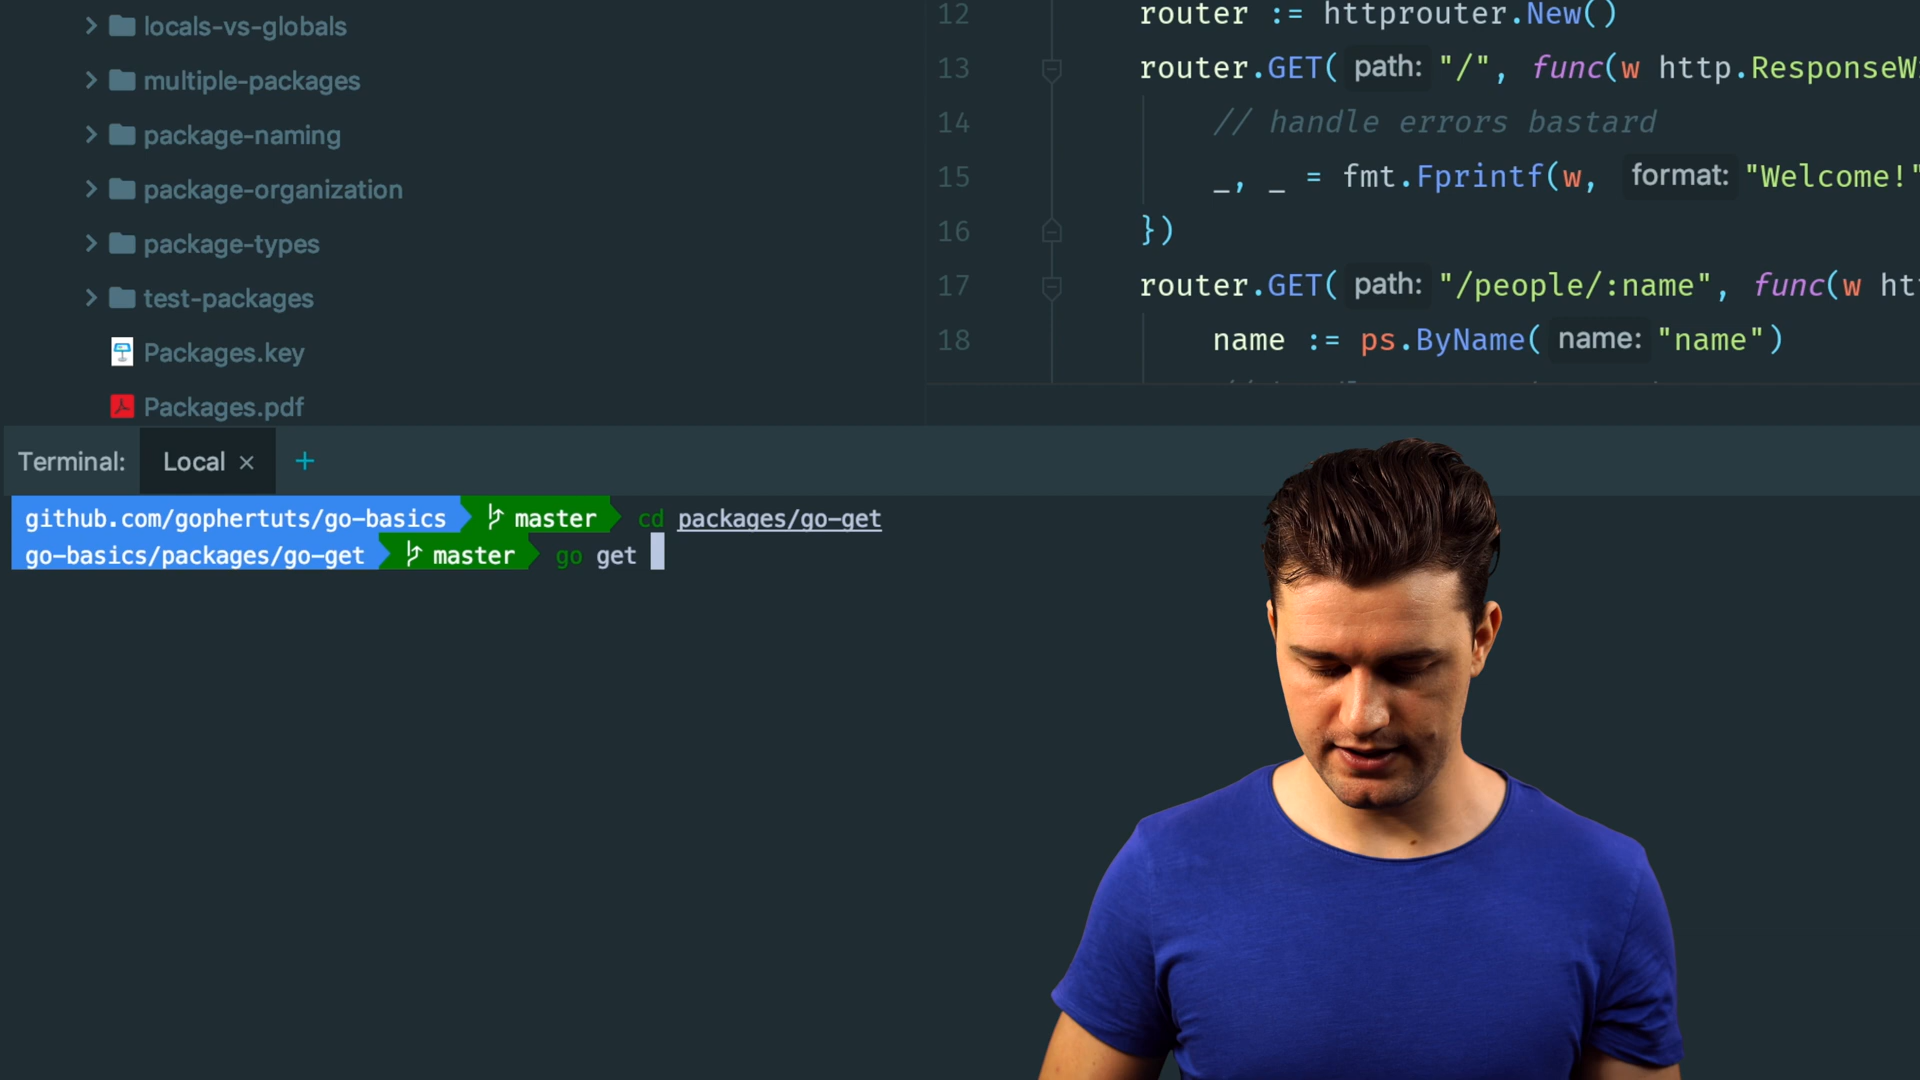 locals-vs-globals
multiple-packages
package-naming
package-organization
package-types
test-packages
Packages.key
Packages.pdf
12 router := httprouter.New()
13 router.GET( path: "/", func(w http.ResponseW
14 // handle errors bastard
15 _, _ = fmt.Fprintf(w, format: "Welcome!"
16 })
17 router.GET( path: "/people/:name", func(w ht
18 name := ps.ByName( name: "name")
Terminal: Local × +
github.com/gophertuts/go-basics master cd packages/go-get
go-basics/packages/go-get master go get